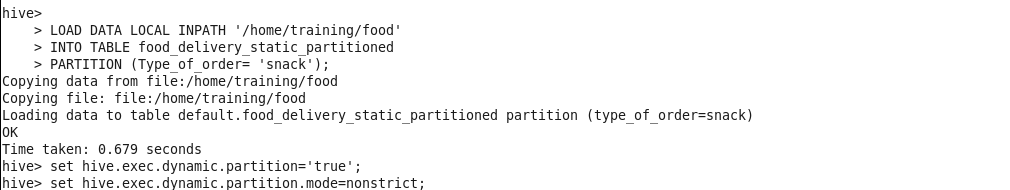 hive>
    > LOAD DATA LOCAL INPATH '/home/training/food'
    > INTO TABLE food_delivery_static_partitioned
    > PARTITION (Type_of_order= 'snack');
Copying data from file:/home/training/food
Copying file: file:/home/training/food
Loading data to table default.food_delivery_static_partitioned partition (type_of_order=snack)
OK
Time taken: 0.679 seconds
hive> set hive.exec.dynamic.partition='true';
hive> set hive.exec.dynamic.partition.mode=nonstrict;